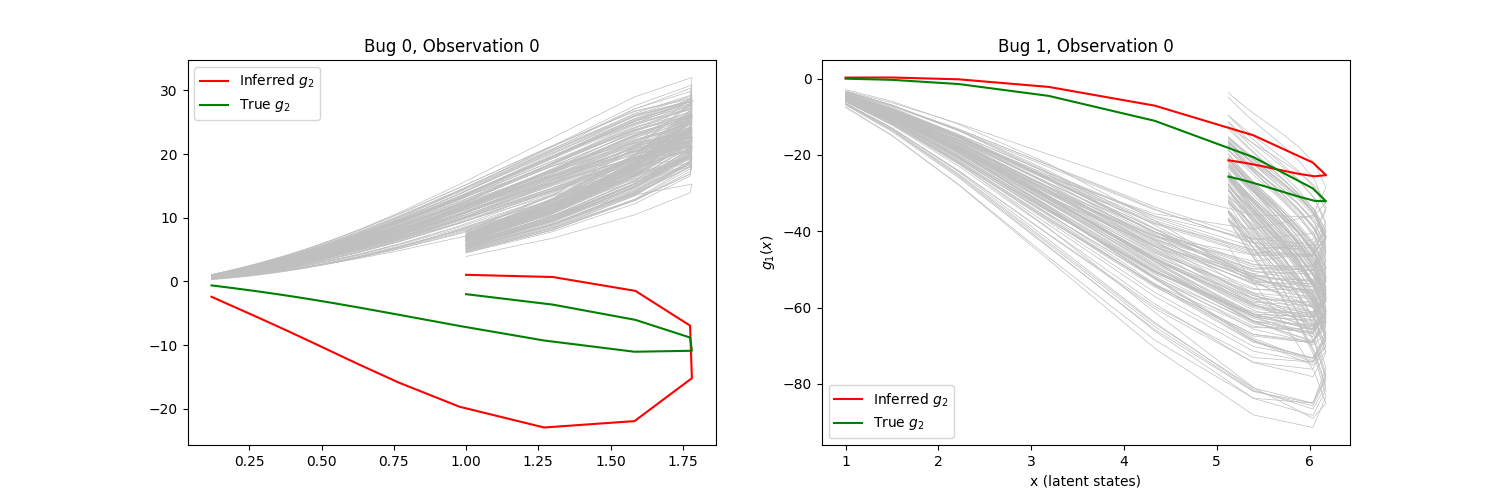 Bug 0, Observation 0
Inferred g₂
True g₂
30
20
10
0
−10
−20
0.25 0.50 0.75 1.00 1.25 1.50 1.75
Bug 1, Observation 0
0
−20
−40
−60
−80
g₁(x)
Inferred g₂
True g₂
1 2 3 4 5 6
x (latent states)